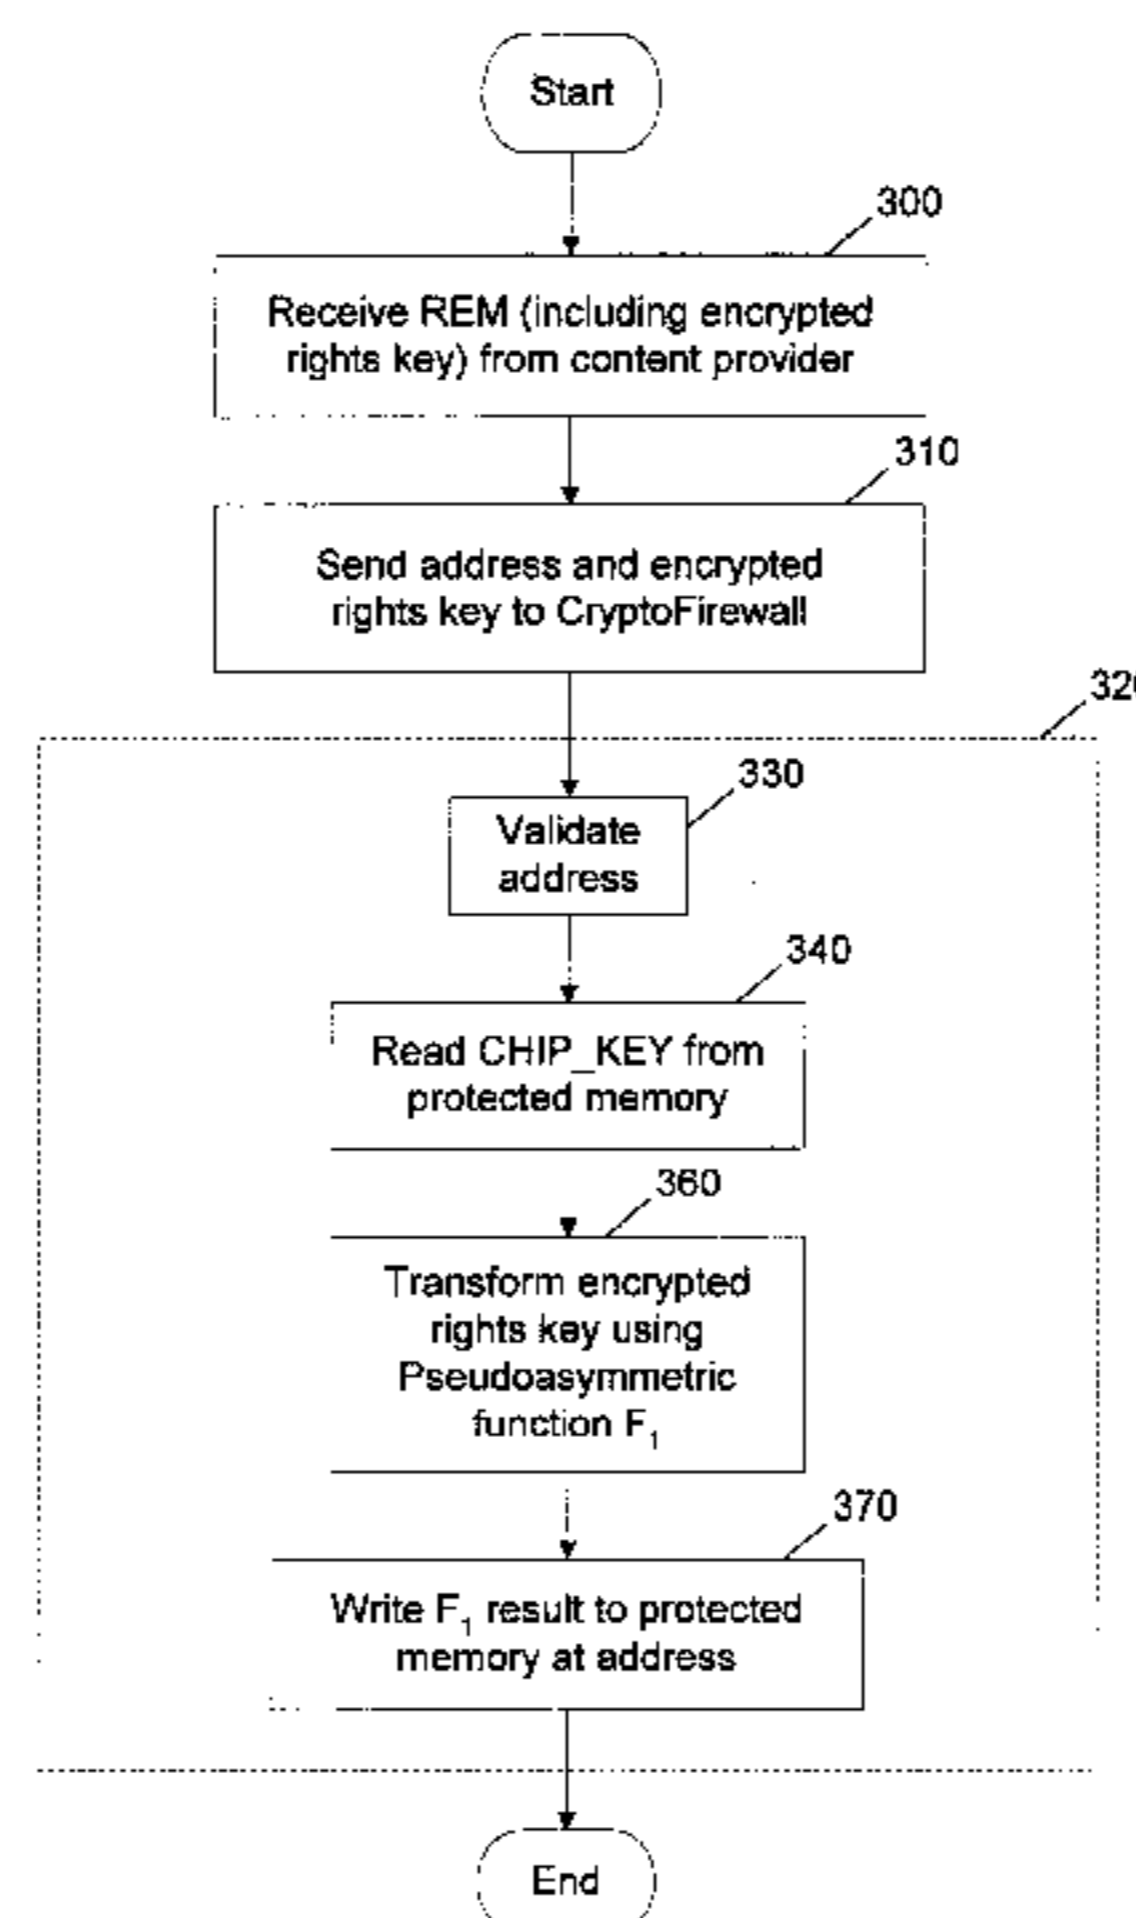 Start
300
Receive REM (including encrypted
rights key) from content provider
310
Send address and encrypted
rights key to CryptoFirewall
320
330
Validate
address
340
Read CHIP_KEY from
protected memory
360
Transform encrypted
rights key using
Pseudoasymmetric
function F₁
370
Write F₁ result to protected
memory at address
End